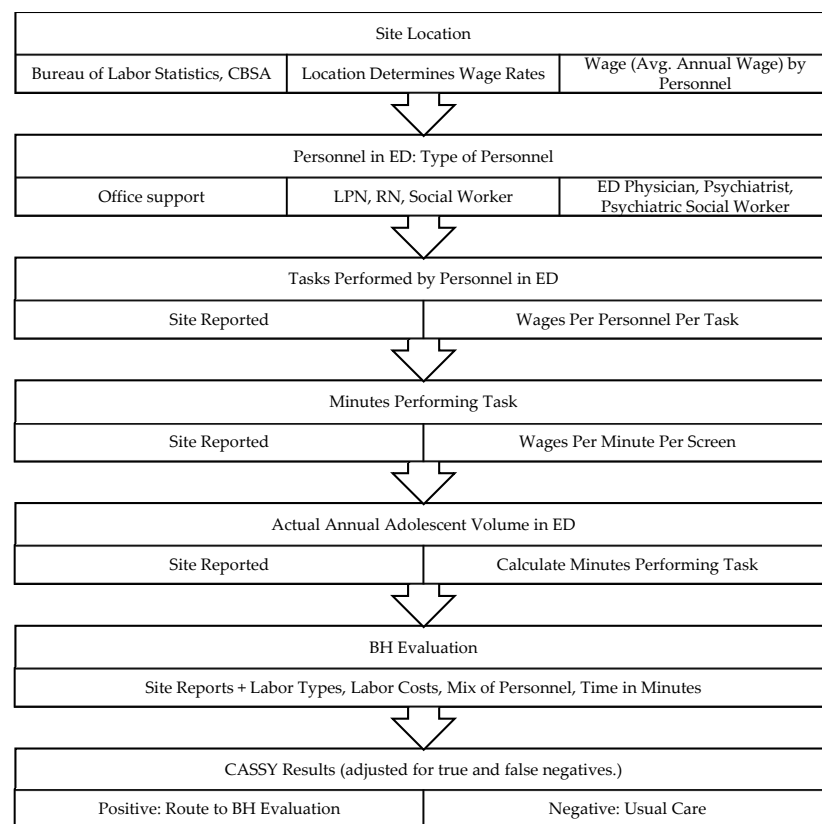 Site Location
Bureau of Labor Statistics, CBSA
Location Determines Wage Rates
Wage (Avg. Annual Wage) by
Personnel
Personnel in ED: Type of Personnel
Office support
LPN, RN, Social Worker
ED Physician, Psychiatrist,
Psychiatric Social Worker
Tasks Performed by Personnel in ED
Site Reported
Wages Per Personnel Per Task
Minutes Performing Task
Site Reported
Wages Per Minute Per Screen
Actual Annual Adolescent Volume in ED
Site Reported
Calculate Minutes Performing Task
BH Evaluation
Site Reports + Labor Types, Labor Costs, Mix of Personnel, Time in Minutes
CASSY Results (adjusted for true and false negatives.)
Positive: Route to BH Evaluation
Negative: Usual Care